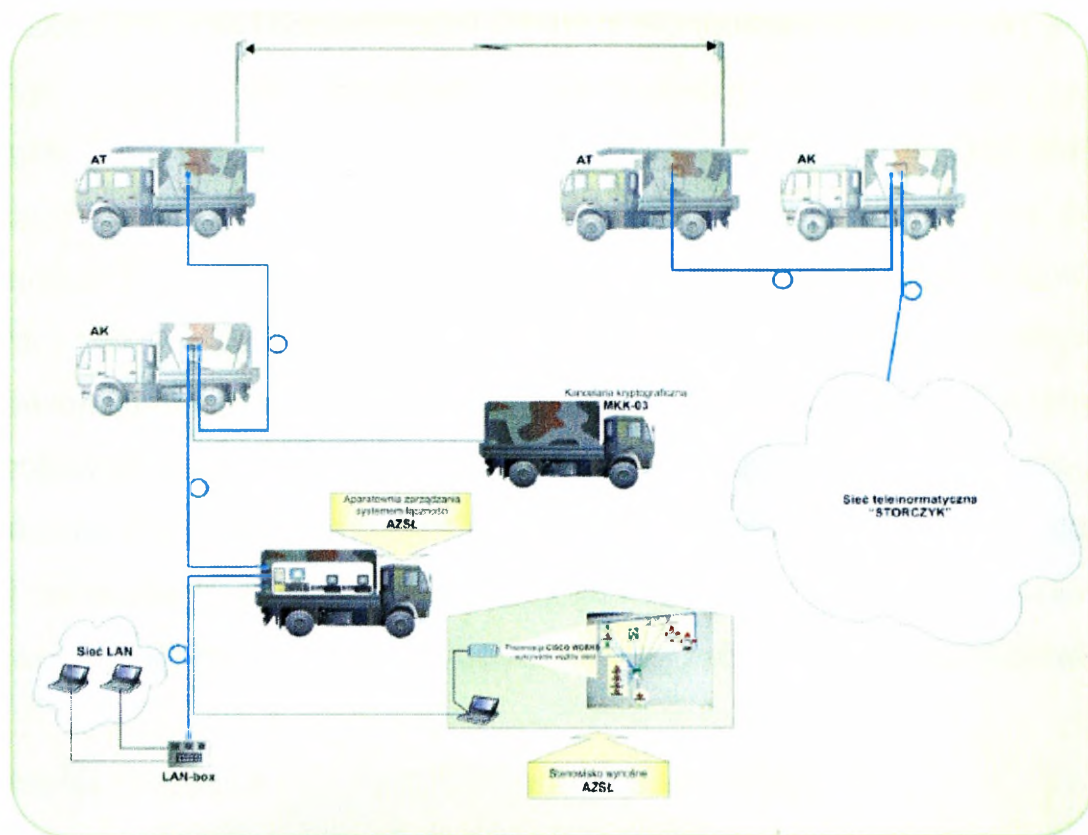 AT
AT
AK
AK
Kancelaria kryptograficzna
MKK-03
Sieć teleinformatyczna
"STORCZYK"
Aparatownia zarządzania
systemem łączności
AZSŁ
Sieć LAN
CISCO WORKS
LAN-box
Stanowisko wynośne
AZSŁ